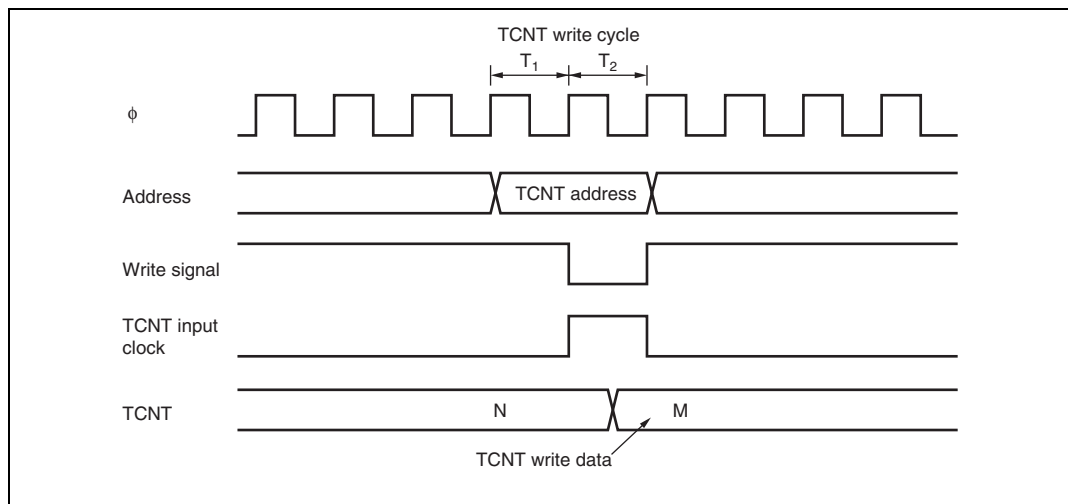 TCNT write cycle
T₁ T₂
ϕ
Address
TCNT address
Write signal
TCNT input
clock
TCNT
N
M
TCNT write data